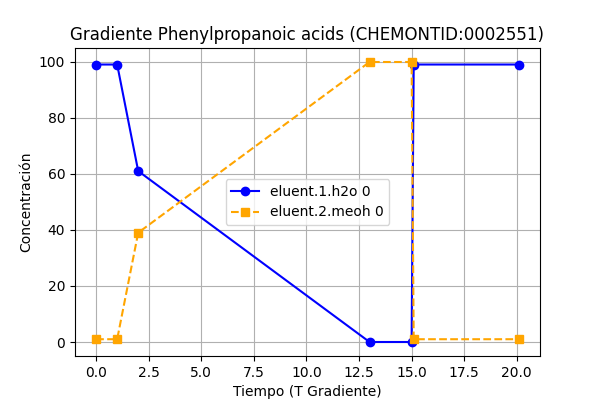 Gradiente Phenylpropanoic acids (CHEMONTID:0002551)
100
80
60
40
20
0
Concentración
eluent.1.h2o 0
eluent.2.meoh 0
0.0 2.5 5.0 7.5 10.0 12.5 15.0 17.5 20.0
Tiempo (T Gradiente)